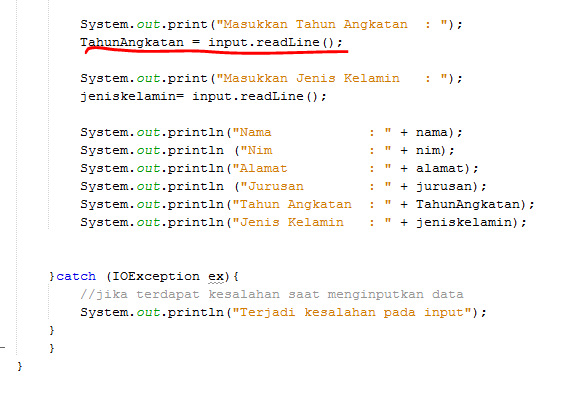 System.out.print("Masukkan Tahun Angkatan  : ");
TahunAngkatan = input.readLine();
System.out.print("Masukkan Jenis Kelamin   : ");
jeniskelamin= input.readLine();
System.out.println("Nama            : " + nama);
System.out.println ("Nim            : " + nim);
System.out.println("Alamat          : " + alamat);
System.out.println ("Jurusan        : " + jurusan);
System.out.println("Tahun Angkatan  : " + TahunAngkatan);
System.out.println("Jenis Kelamin   : " + jeniskelamin);
}catch (IOException ex){
//jika terdapat kesalahan saat menginputkan data
System.out.println("Terjadi kesalahan pada input");
}
}
}